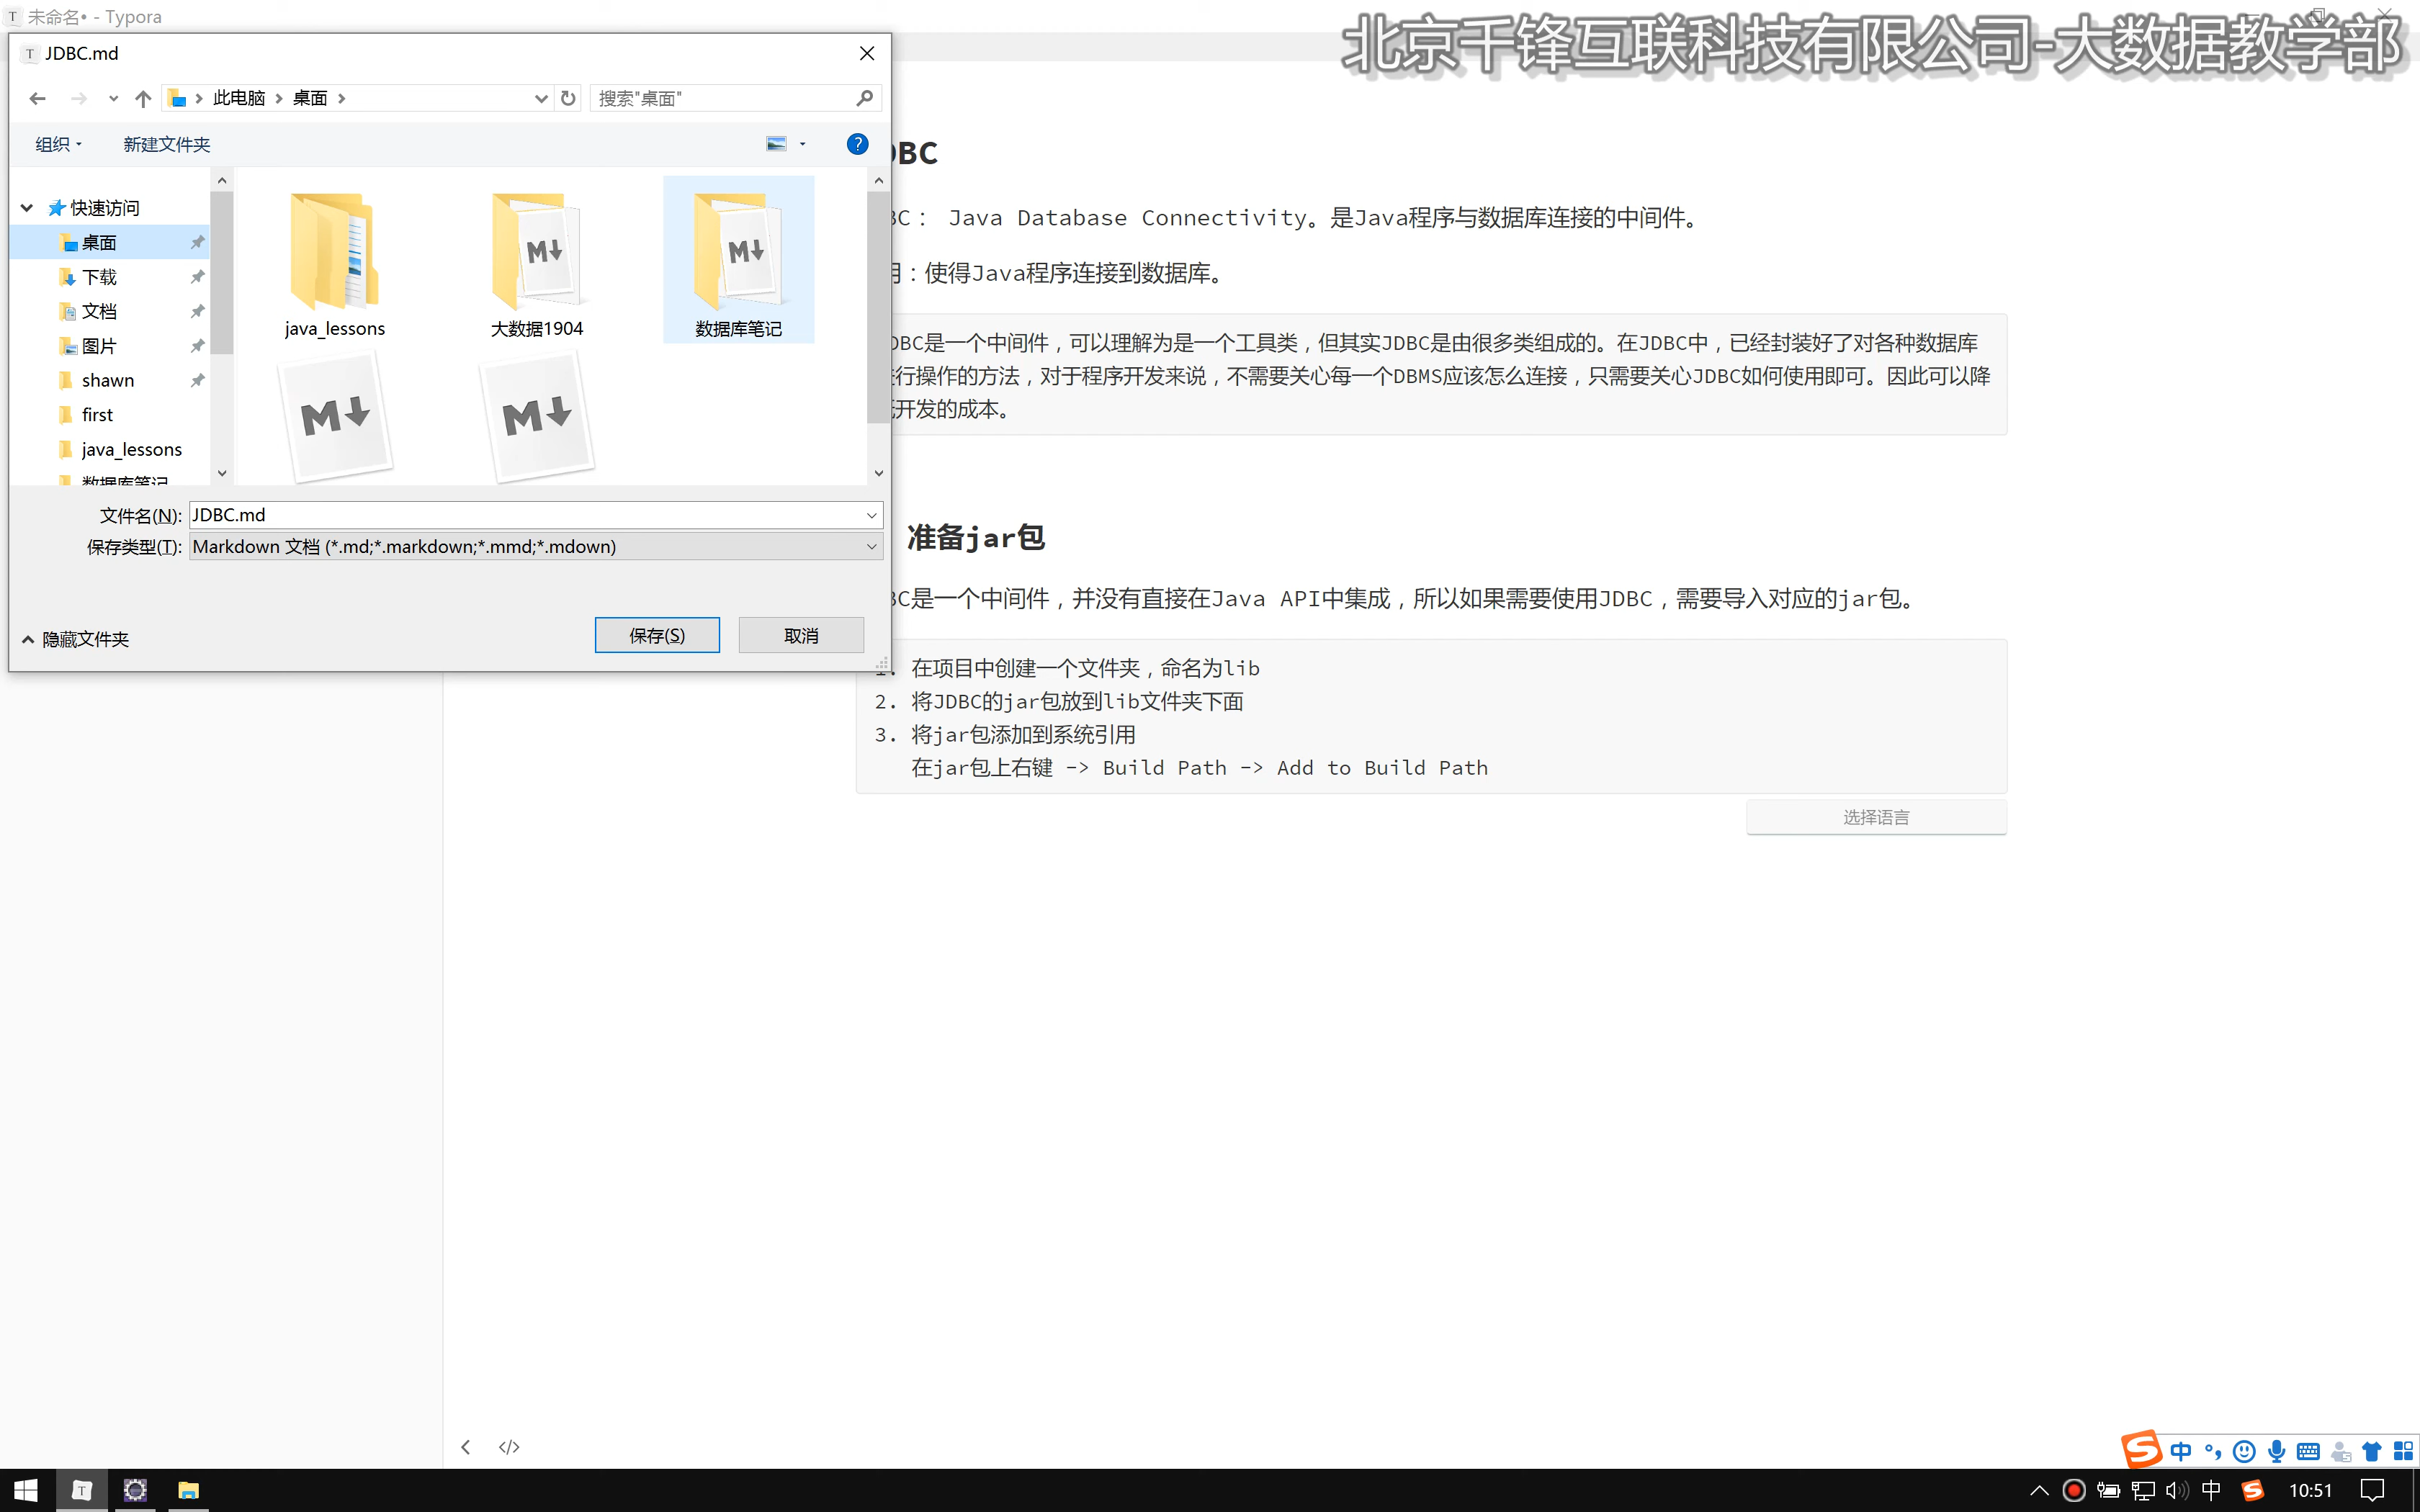 未命名• - Typora
北京千锋互联科技有限公司-大数据教学部
JDBC.md
此电脑 > 桌面 >
搜索"桌面"
组织
新建文件夹
快速访问
桌面
下载
文档
图片
shawn
first
java_lessons
数据库笔记
java_lessons
大数据1904
数据库笔记
文件名(N): JDBC.md
保存类型(T): Markdown 文档 (*.md;*.markdown;*.mmd;*.mdown)
隐藏文件夹
保存(S)
取消
DBC
BC： Java Database Connectivity。是Java程序与数据库连接的中间件。
用：使得Java程序连接到数据库。
DBC是一个中间件，可以理解为是一个工具类，但其实JDBC是由很多类组成的。在JDBC中，已经封装好了对各种数据库
行操作的方法，对于程序开发来说，不需要关心每一个DBMS应该怎么连接，只需要关心JDBC如何使用即可。因此可以降
开发的成本。
准备jar包
BC是一个中间件，并没有直接在Java API中集成，所以如果需要使用JDBC，需要导入对应的jar包。
1. 在项目中创建一个文件夹，命名为lib
2. 将JDBC的jar包放到lib文件夹下面
3. 将jar包添加到系统引用
在jar包上右键 -> Build Path -> Add to Build Path
选择语言
</>
中
中
10:51